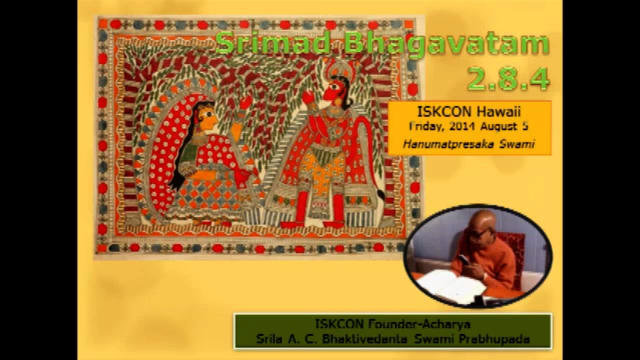 Srimad Bhagavatam
2.8.4
ISKCON Hawaii
Friday, 2014 August 5
Hanumatpresaka Swami
ISKCON Founder-Acharya
Srila A. C. Bhaktivedanta Swami Prabhupada